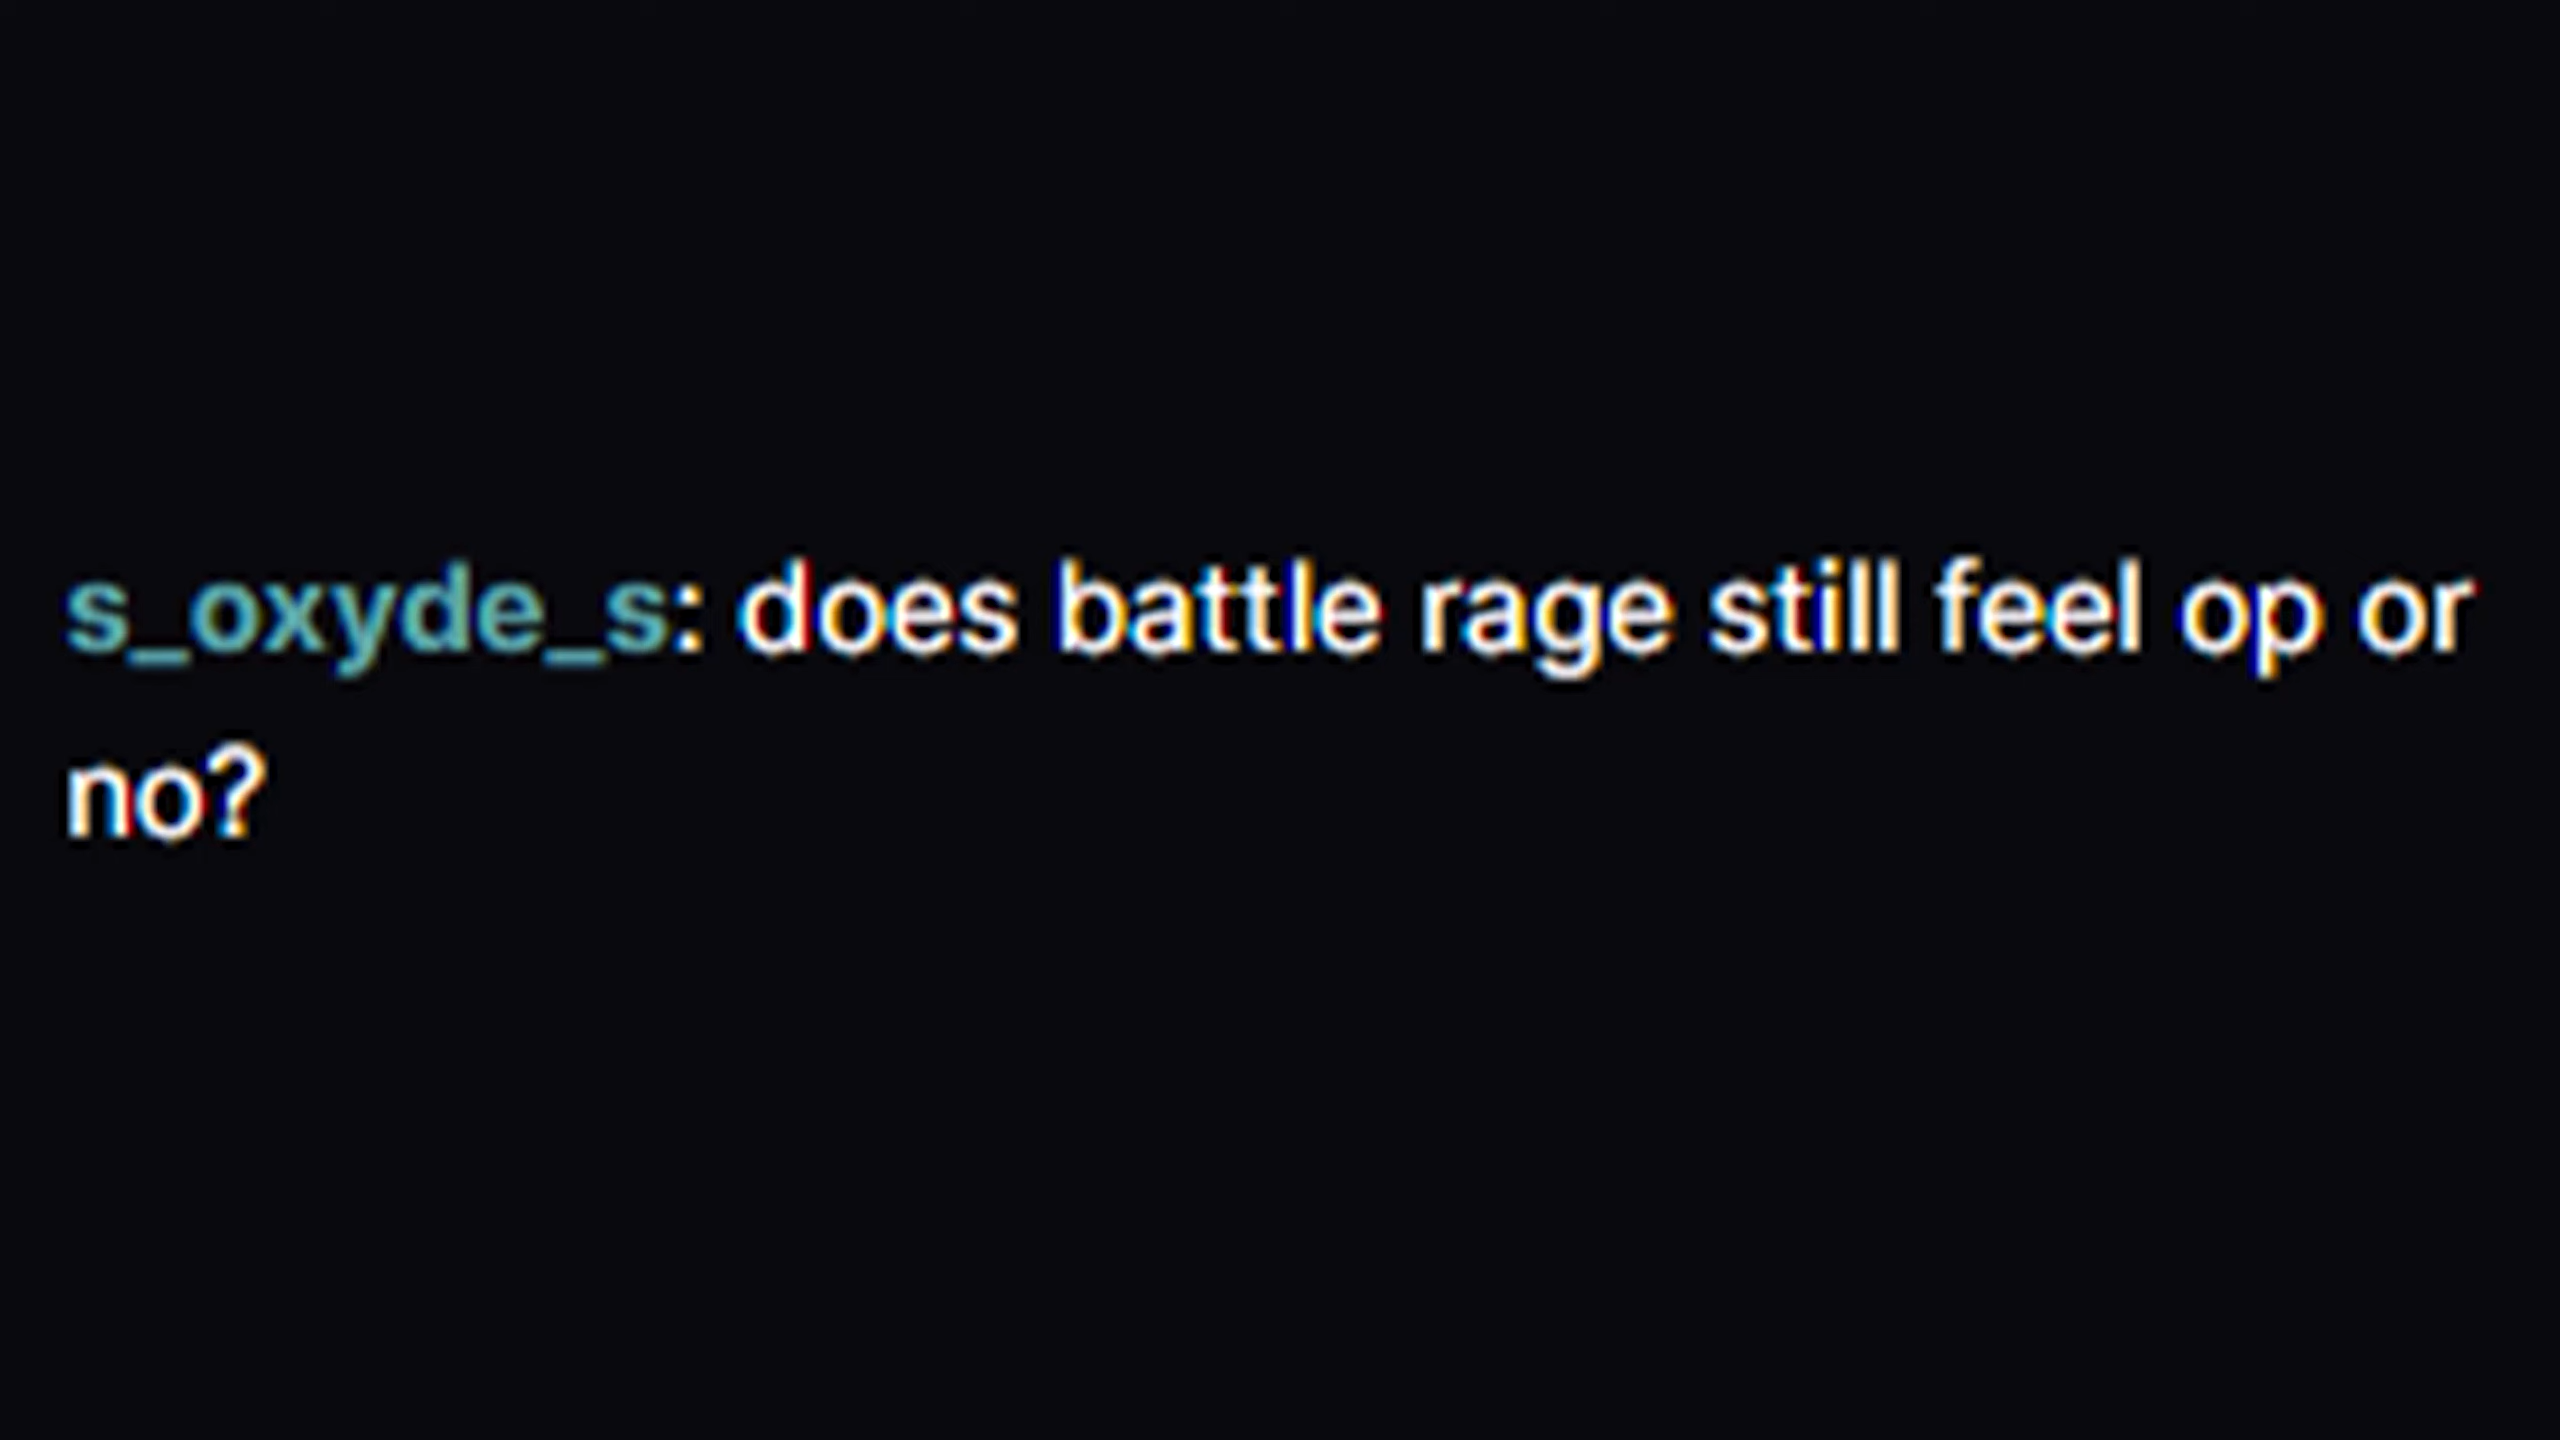 s_oxyde_s: does battle rage still feel op or
no?